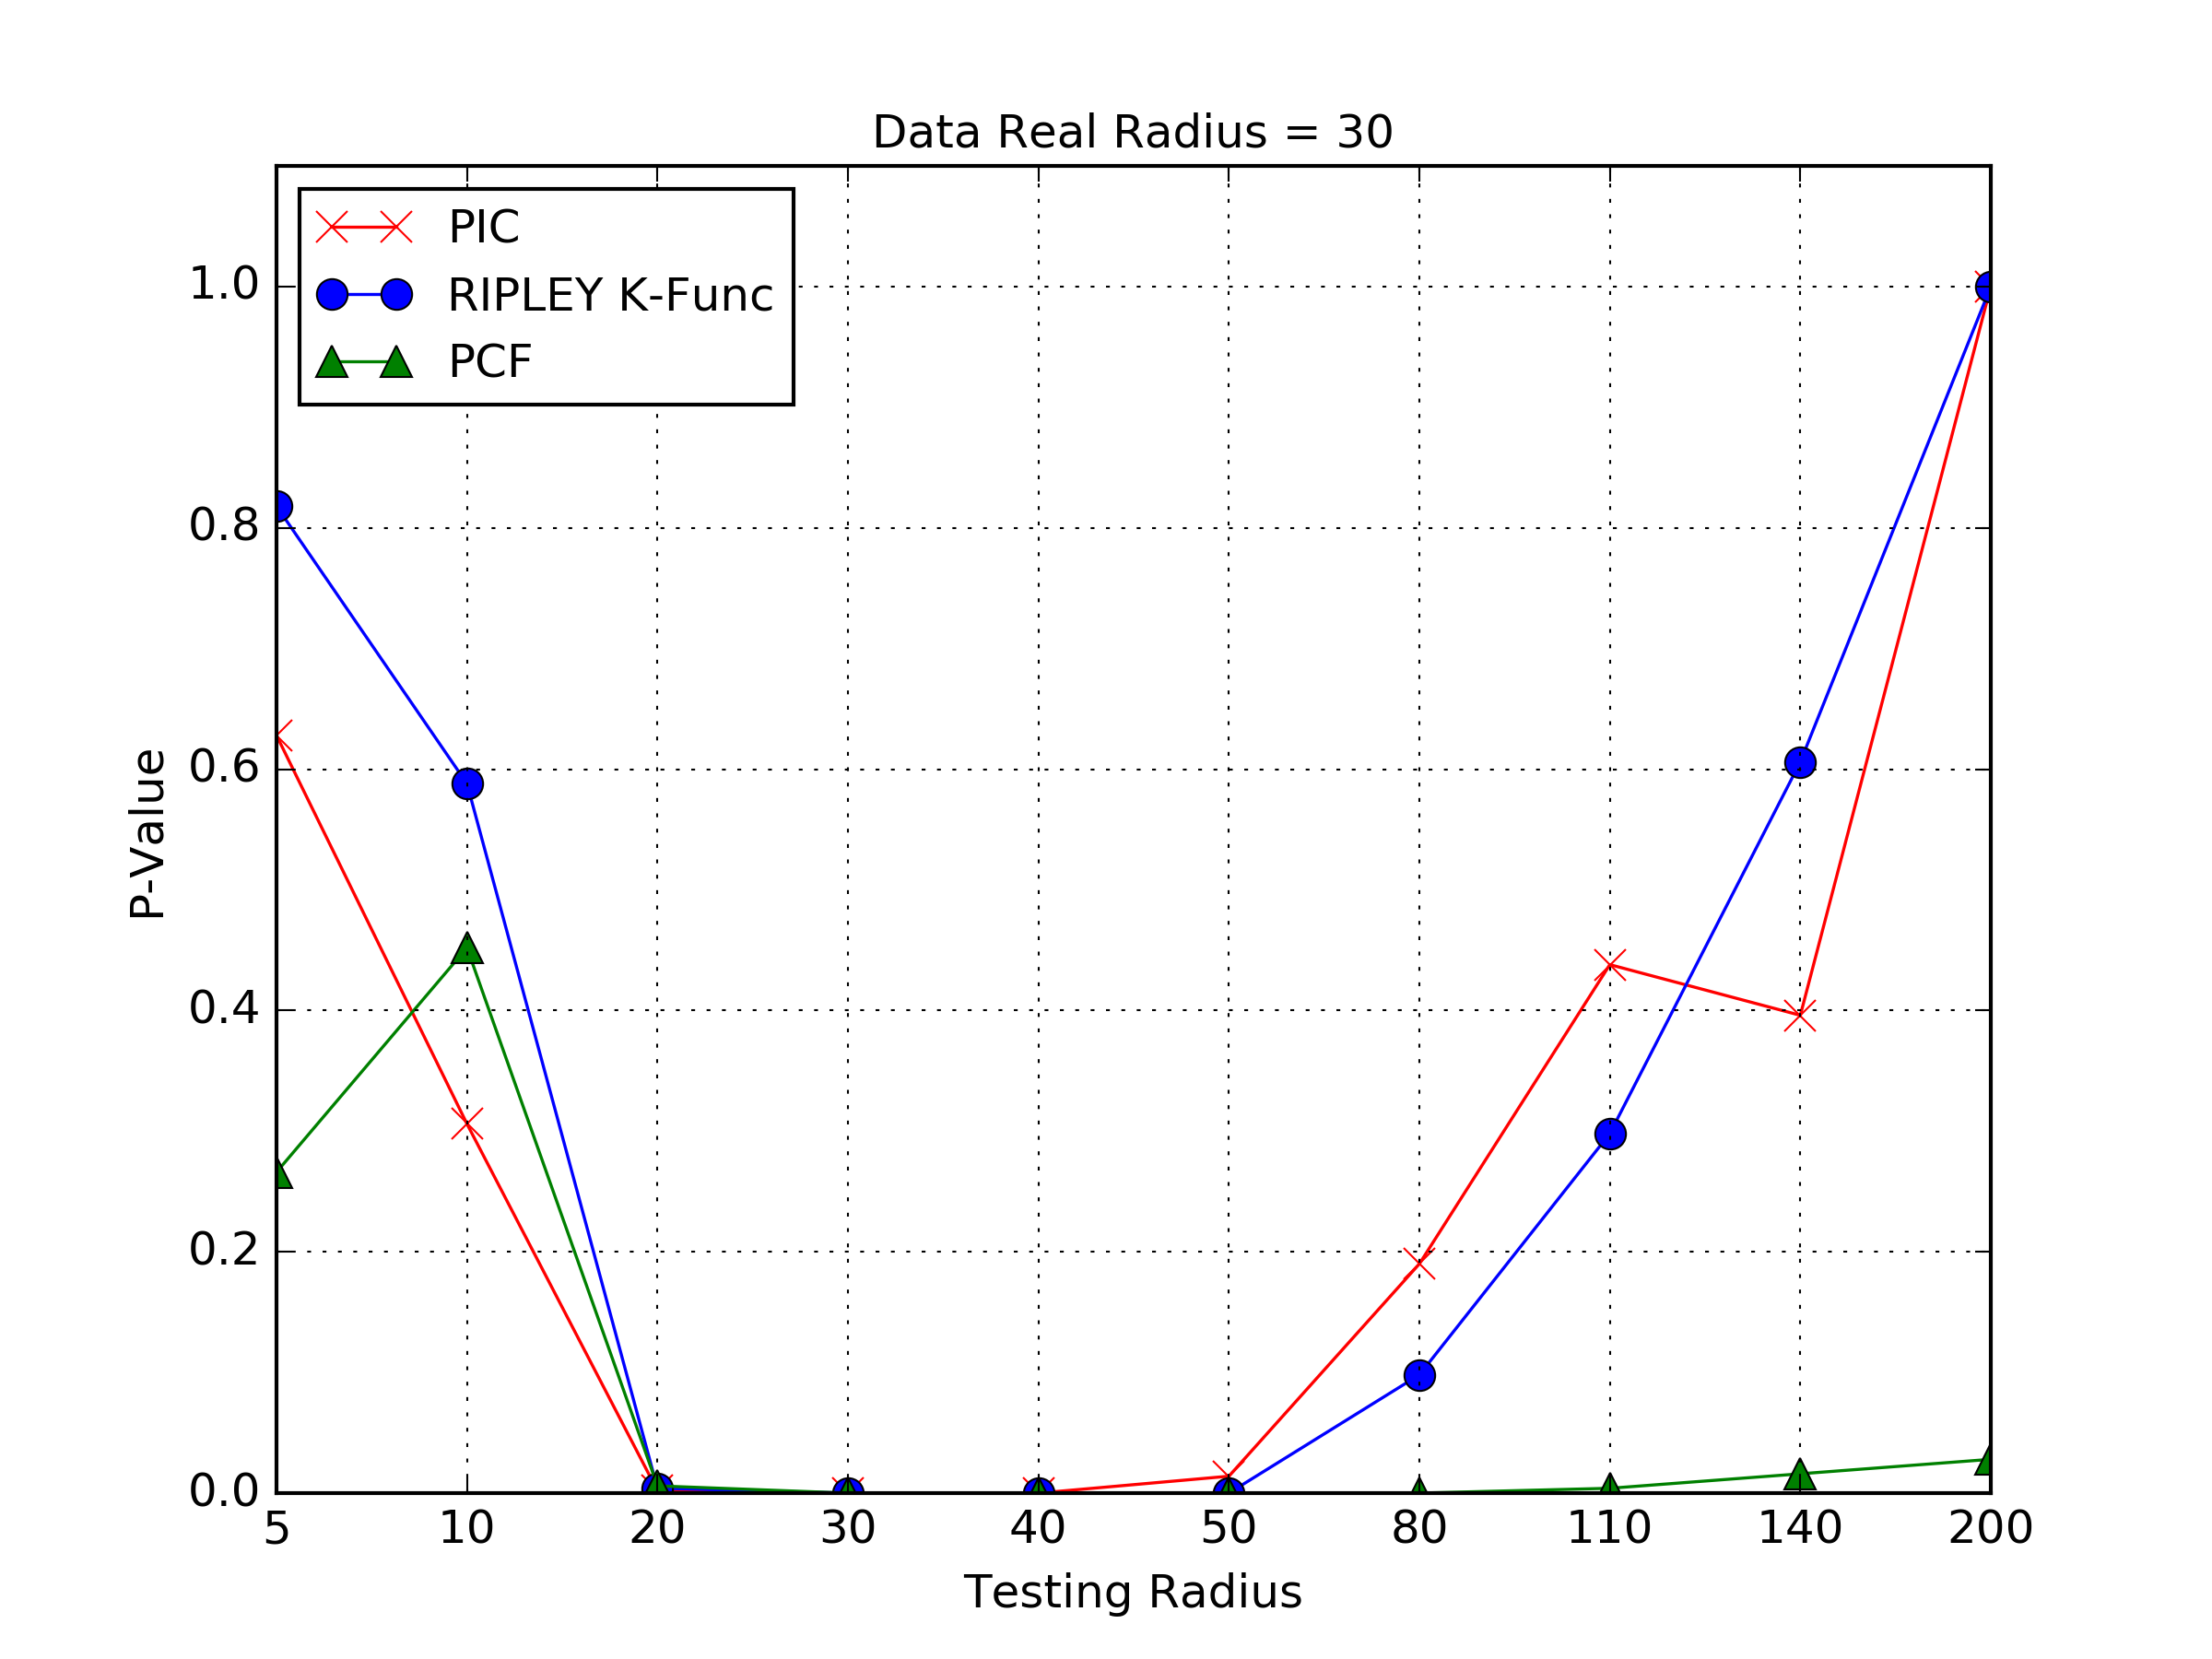 Data Real Radius = 30
PIC
RIPLEY K-Func
PCF
1.0
0.8
0.6
0.4
0.2
0.0
P-Value
5 10 20 30 40 50 80 110 140 200
Testing Radius